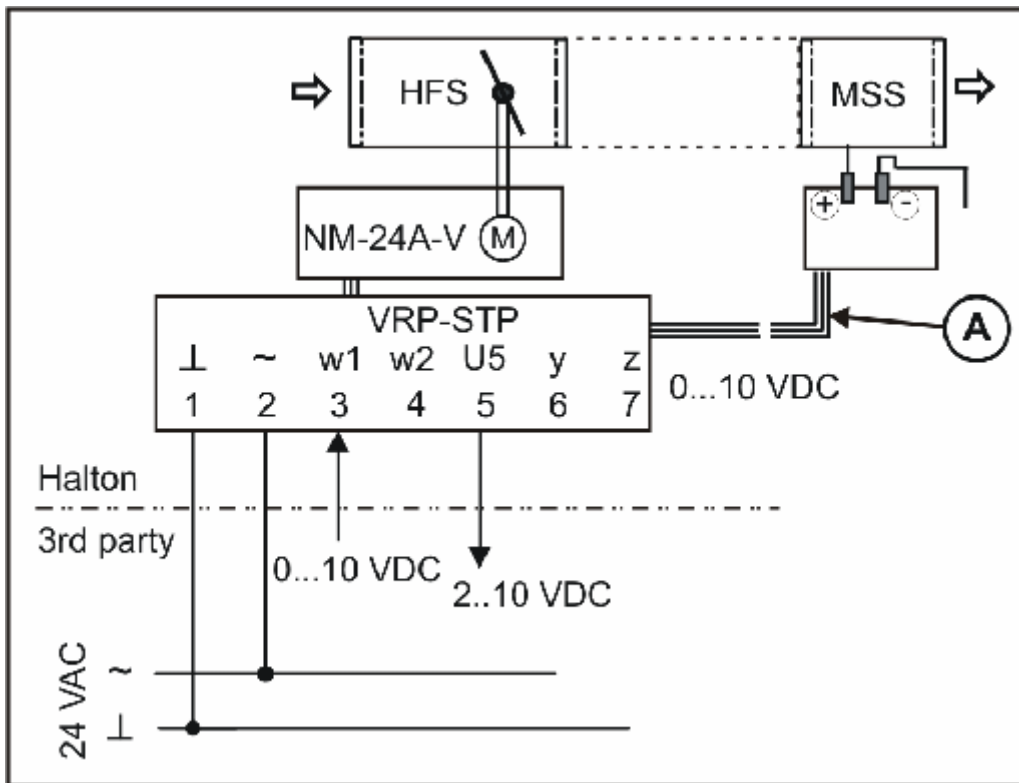 HFS
MSS
NM-24A-V M
+ -
VRP-STP
⊥ ~ w1 w2 U5 y z
1 2 3 4 5 6 7
0...10 VDC
A
Halton
3rd party
0...10 VDC
2..10 VDC
24 VAC
~
⊥